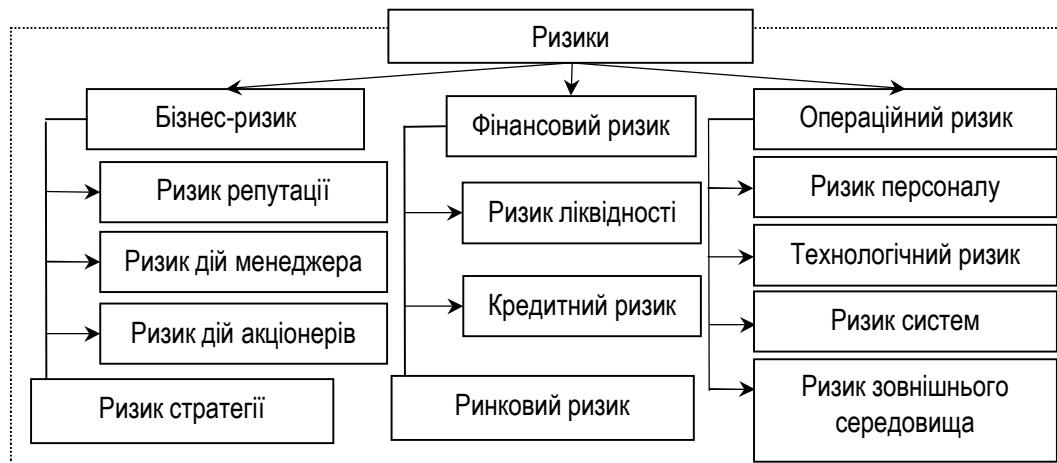 Ризики
Бізнес-ризик
Ризик репутації
Ризик дій менеджера
Ризик дій акціонерів
Ризик стратегії
Фінансовий ризик
Ризик ліквідності
Кредитний ризик
Ринковий ризик
Операційний ризик
Ризик персоналу
Технологічний ризик
Ризик систем
Ризик зовнішнього
середовища